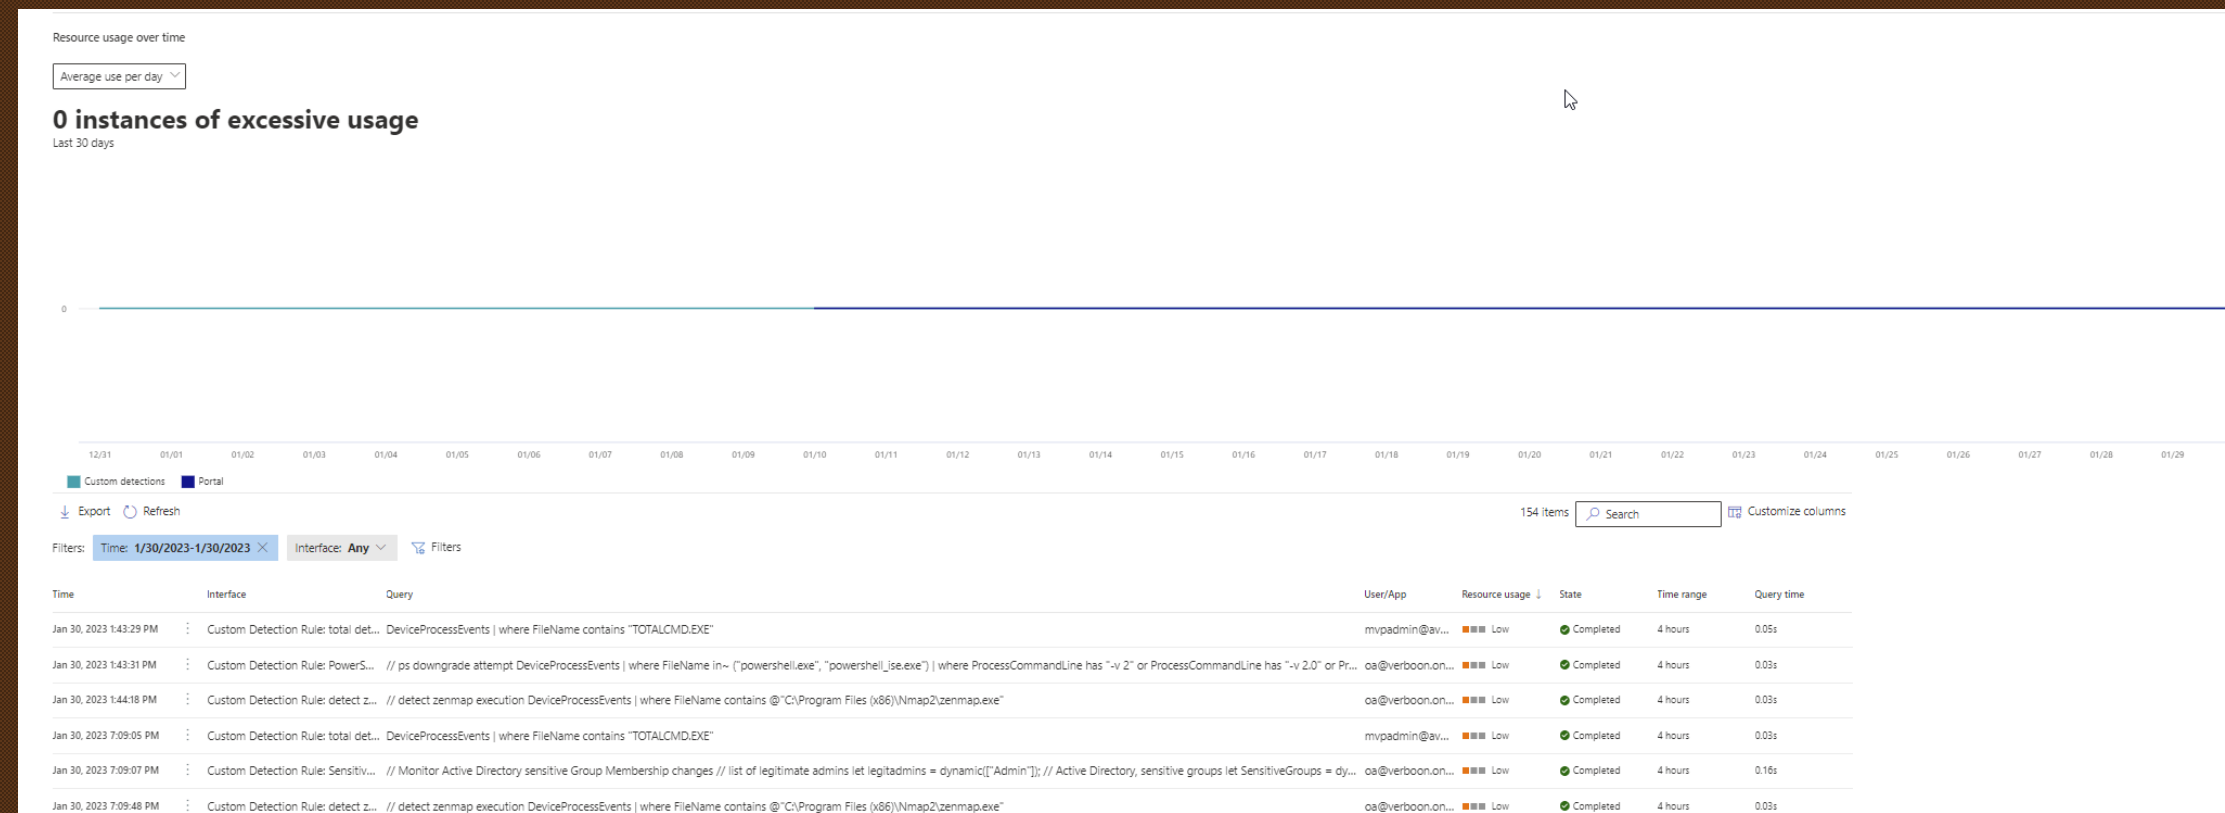 Resource usage over time
Average use per day
0 instances of excessive usage
Last 30 days
0
12/31 01/01 01/02 01/03 01/04 01/05 01/06 01/07 01/08 01/09 01/10 01/11 01/12 01/13 01/14 01/15 01/16 01/17 01/18 01/19 01/20 01/21 01/22 01/23 01/24 01/25 01/26 01/27 01/28 01/29
Custom detections Portal
Export Refresh 154 items Search Customize columns
Filters: Time: 1/30/2023-1/30/2023 Interface: Any Filters
Time Interface Query User/App Resource usage ↓ State Time range Query time
Jan 30, 2023 1:43:29 PM Custom Detection Rule: total det... DeviceProcessEvents | where FileName contains "TOTALCMD.EXE" mvpadmin@av... Low Completed 4 hours 0.05s
Jan 30, 2023 1:43:31 PM Custom Detection Rule: PowerS... // ps downgrade attempt DeviceProcessEvents | where FileName in~ ("powershell.exe", "powershell_ise.exe") | where ProcessCommandLine has "-v 2" or ProcessCommandLine has "-v 2.0" or Pr... oa@verboon.on... Low Completed 4 hours 0.03s
Jan 30, 2023 1:44:18 PM Custom Detection Rule: detect z... // detect zenmap execution DeviceProcessEvents | where FileName contains @"C:\Program Files (x86)\Nmap2\zenmap.exe" oa@verboon.on... Low Completed 4 hours 0.03s
Jan 30, 2023 7:09:05 PM Custom Detection Rule: total det... DeviceProcessEvents | where FileName contains "TOTALCMD.EXE" mvpadmin@av... Low Completed 4 hours 0.03s
Jan 30, 2023 7:09:07 PM Custom Detection Rule: Sensitiv... // Monitor Active Directory sensitive Group Membership changes // list of legitimate admins let legitadmins = dynamic(["Admin"]); // Active Directory, sensitive groups let SensitiveGroups = dy... oa@verboon.on... Low Completed 4 hours 0.16s
Jan 30, 2023 7:09:48 PM Custom Detection Rule: detect z... // detect zenmap execution DeviceProcessEvents | where FileName contains @"C:\Program Files (x86)\Nmap2\zenmap.exe" oa@verboon.on... Low Completed 4 hours 0.03s